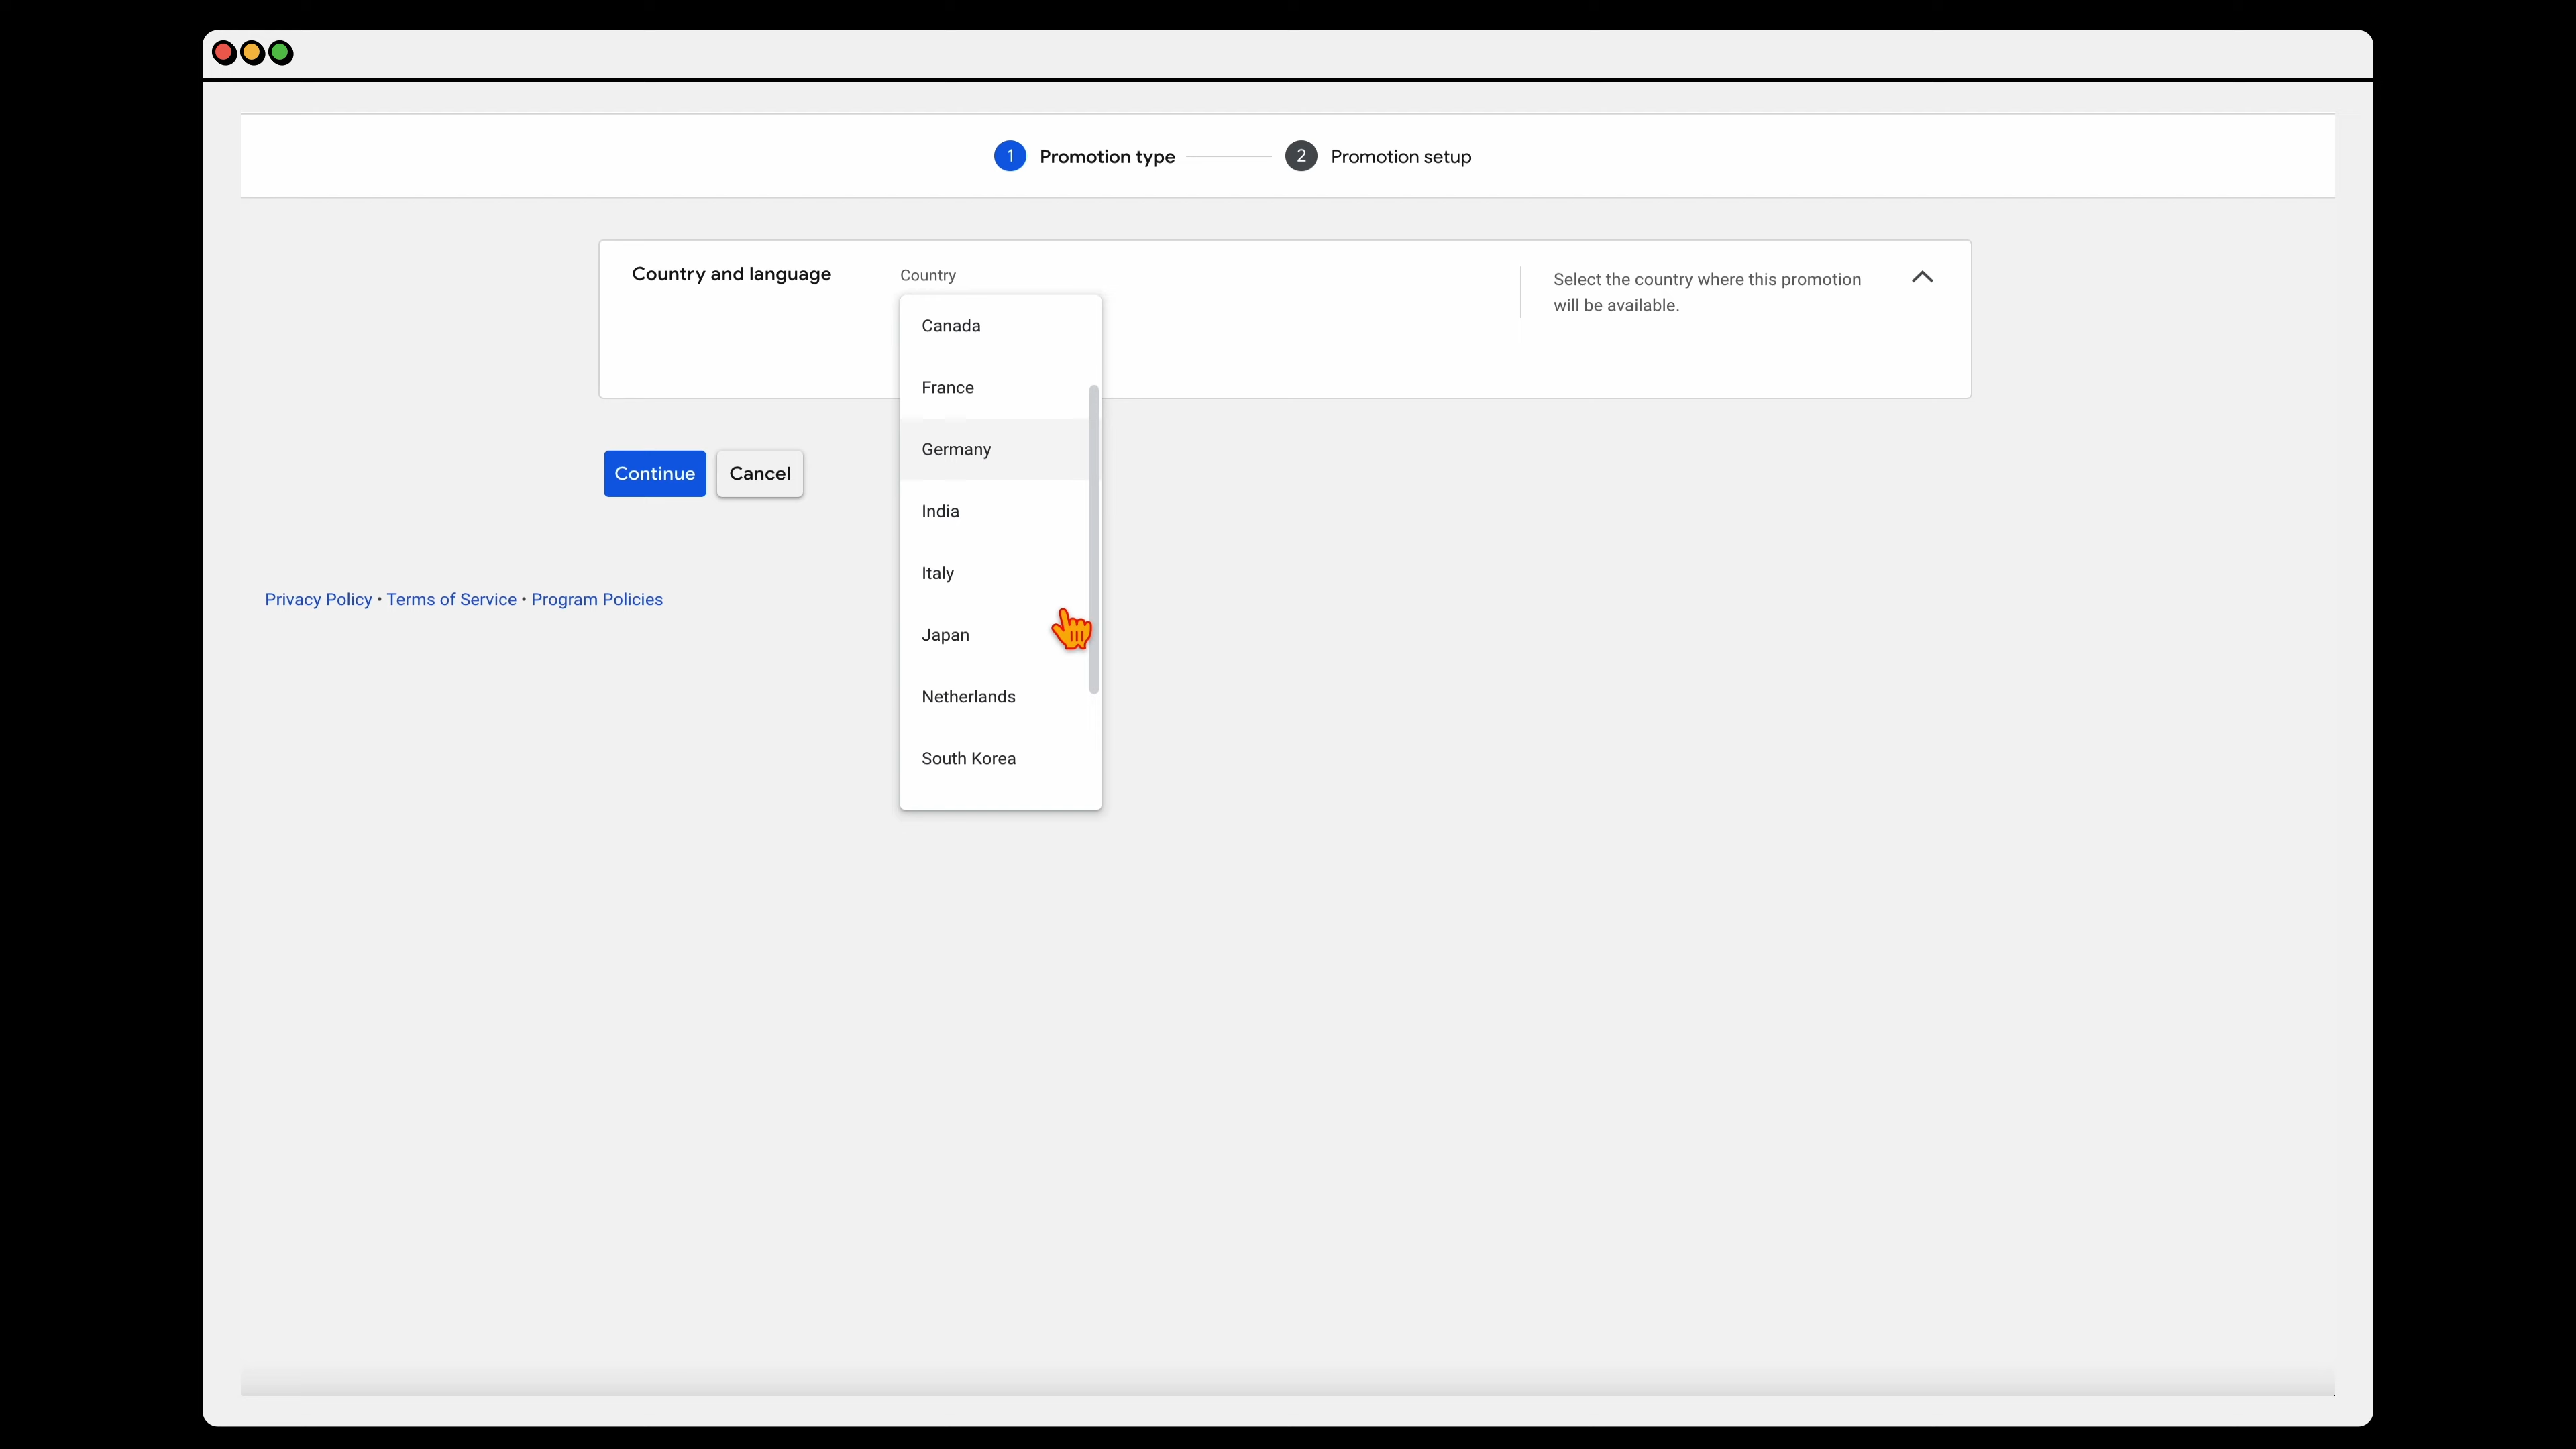 1 Promotion type 2 Promotion setup
Country and language
Country
Select the country where this promotion
will be available.
Canada
France
Germany
India
Italy
Japan
Netherlands
South Korea
Continue Cancel
Privacy Policy • Terms of Service • Program Policies